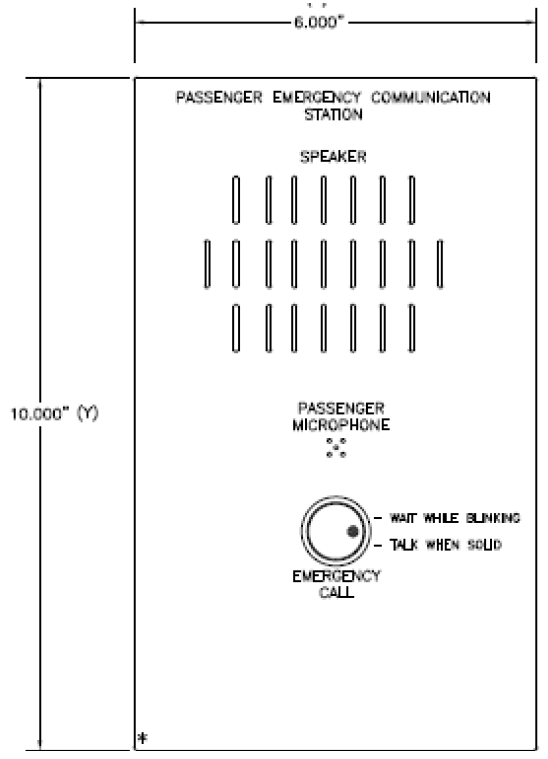 6.000"
PASSENGER EMERGENCY COMMUNICATION
STATION
SPEAKER
10.000" (Y)
PASSENGER
MICROPHONE
– WAIT WHILE BLINKING
– TALK WHEN SOLID
EMERGENCY
CALL
*